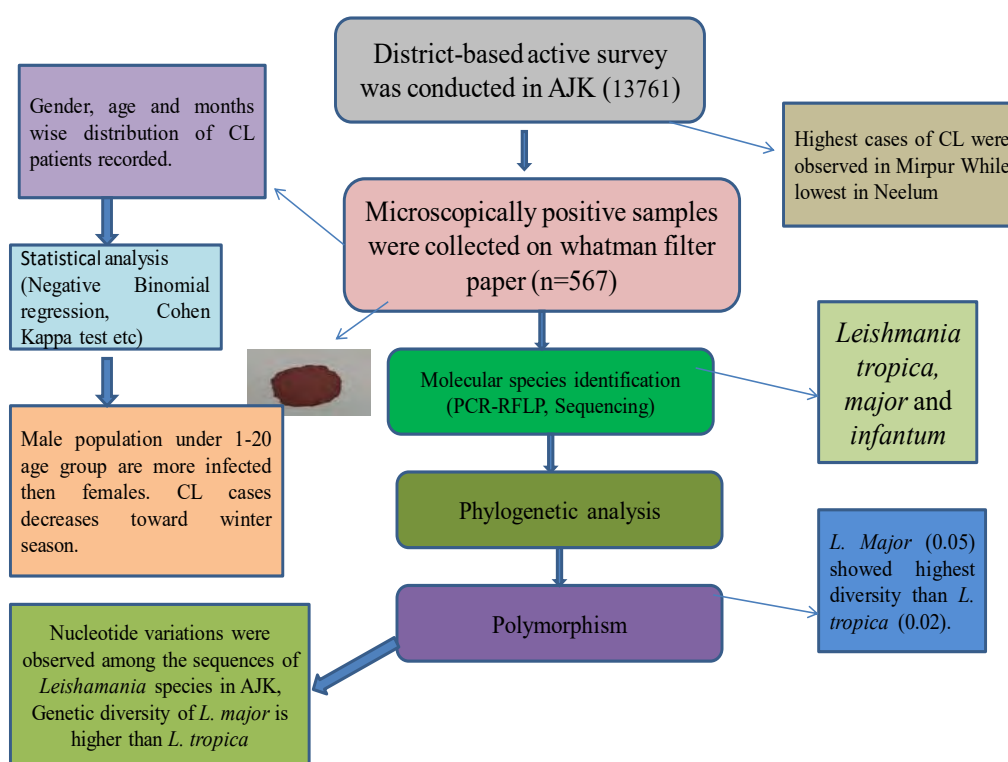 District-based active survey
was conducted in AJK (13761)
Gender, age and months
wise distribution of CL
patients recorded.
Highest cases of CL were
observed in Mirpur While
lowest in Neelum
Microscopically positive samples
were collected on whatman filter
paper (n=567)
Statistical analysis
(Negative Binomial
regression, Cohen
Kappa test etc)
Leishmania
tropica,
major and
infantum
Molecular species identification
(PCR-RFLP, Sequencing)
Male population under 1-20
age group are more infected
then females. CL cases
decreases toward winter
season.
Phylogenetic analysis
L. Major (0.05)
showed highest
diversity than L.
tropica (0.02).
Polymorphism
Nucletide variations were
observed among the sequences of
Leishamania species in AJK,
Genetic diversity of L. major is
higher than L. tropica